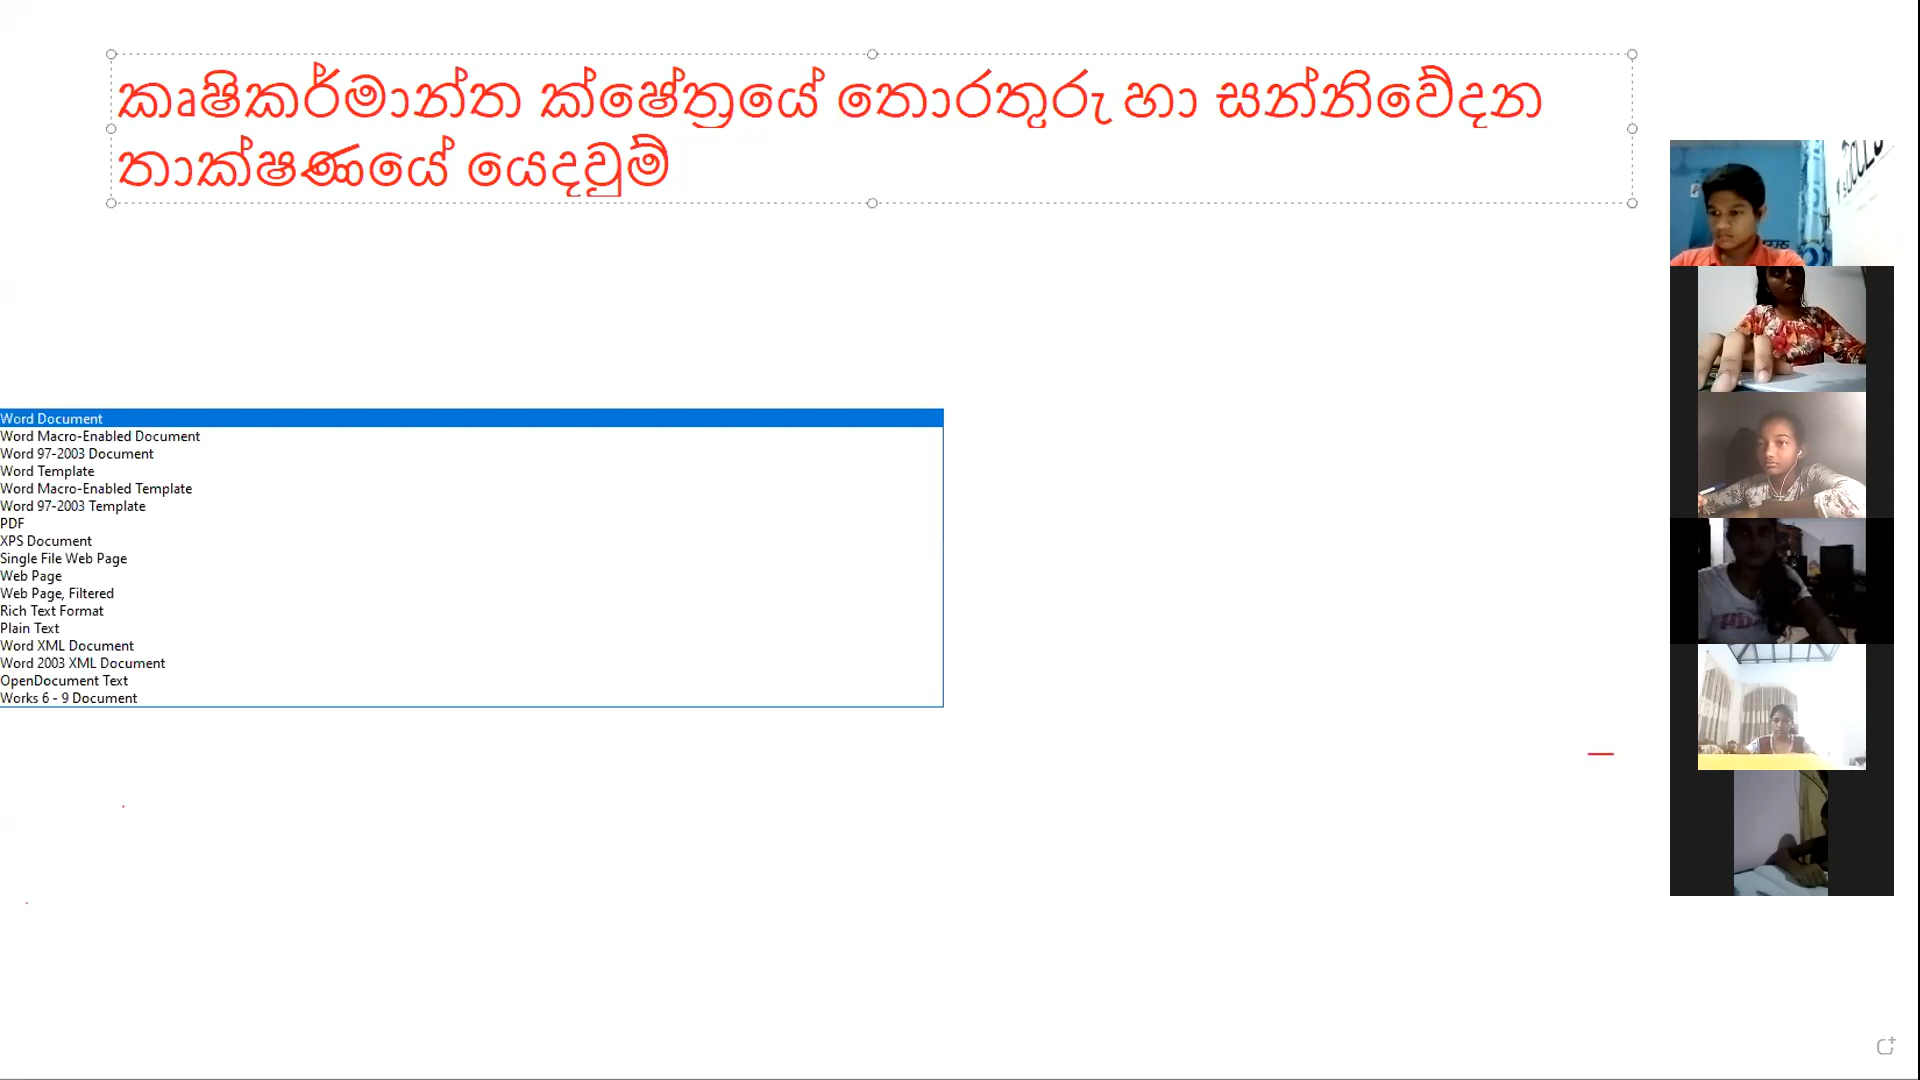 කෘෂිකර්මාන්ත ක්ෂේත්‍රයේ තොරතුරු හා සන්නිවේදන
තාක්ෂණයේ යෙදවුම්
Word Document
Word Macro-Enabled Document
Word 97-2003 Document
Word Template
Word Macro-Enabled Template
Word 97-2003 Template
PDF
XPS Document
Single File Web Page
Web Page
Web Page, Filtered
Rich Text Format
Plain Text
Word XML Document
Word 2003 XML Document
OpenDocument Text
Works 6 - 9 Document